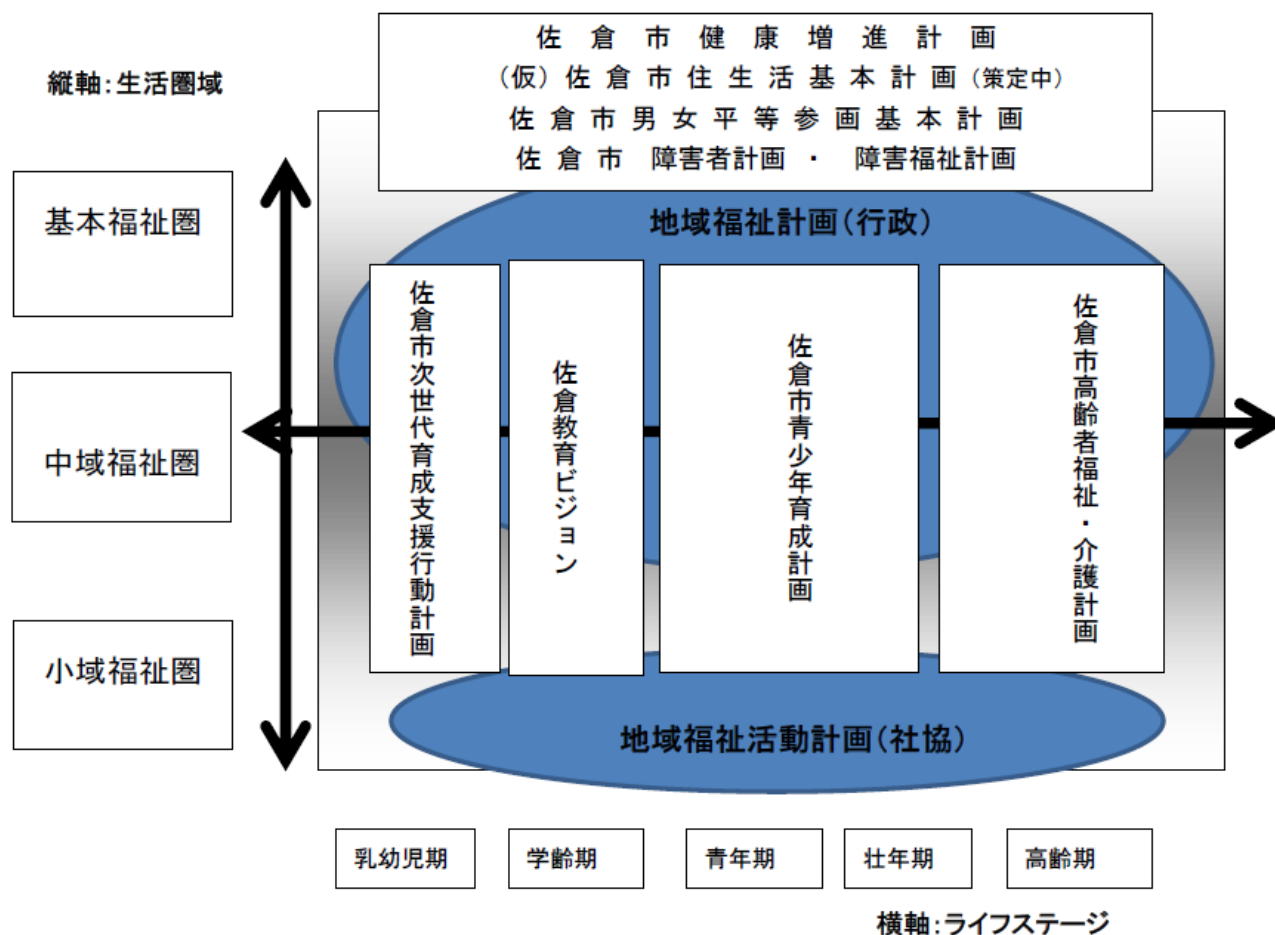 佐倉市健康増進計画
(仮)佐倉市住生活基本計画(策定中)
佐倉市男女平等参画基本計画
佐倉市 障害者計画 ・ 障害福祉計画
縦軸:生活圏域
基本福祉圏
中域福祉圏
小域福祉圏
地域福祉計画(行政)
佐倉市次世代育成支援行動計画
佐倉教育ビジョン
佐倉市青少年育成計画
佐倉市高齢者福祉・介護計画
地域福祉活動計画(社協)
乳幼児期
学齢期
青年期
壮年期
高齢期
横軸:ライフステージ